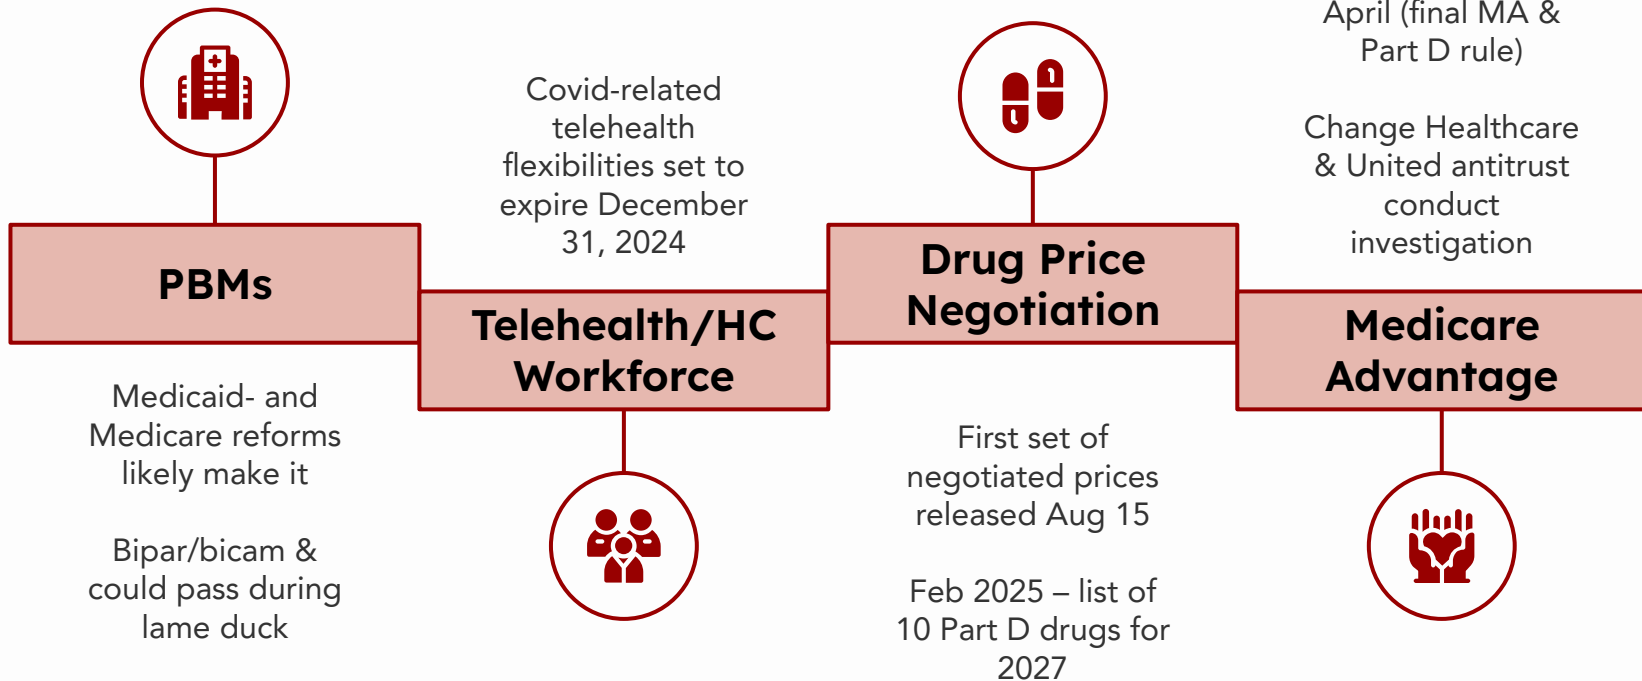 PBMs
Medicaid- and
Medicare reforms
likely make it
Bipar/bicam &
could pass during
lame duck
Covid-related
telehealth
flexibilities set to
expire December
31, 2024
Telehealth/HC
Workforce
Drug Price
Negotiation
First set of
negotiated prices
released Aug 15
Feb 2025 – list of
10 Part D drugs for
2027
April (final MA &
Part D rule)
Change Healthcare
& United antitrust
conduct
investigation
Medicare
Advantage